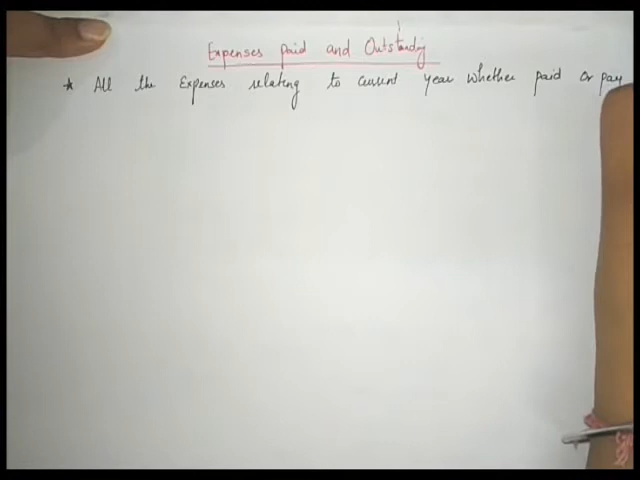 Expenses paid and Outstanding
★ All the Expenses relating to current year whether paid or pay